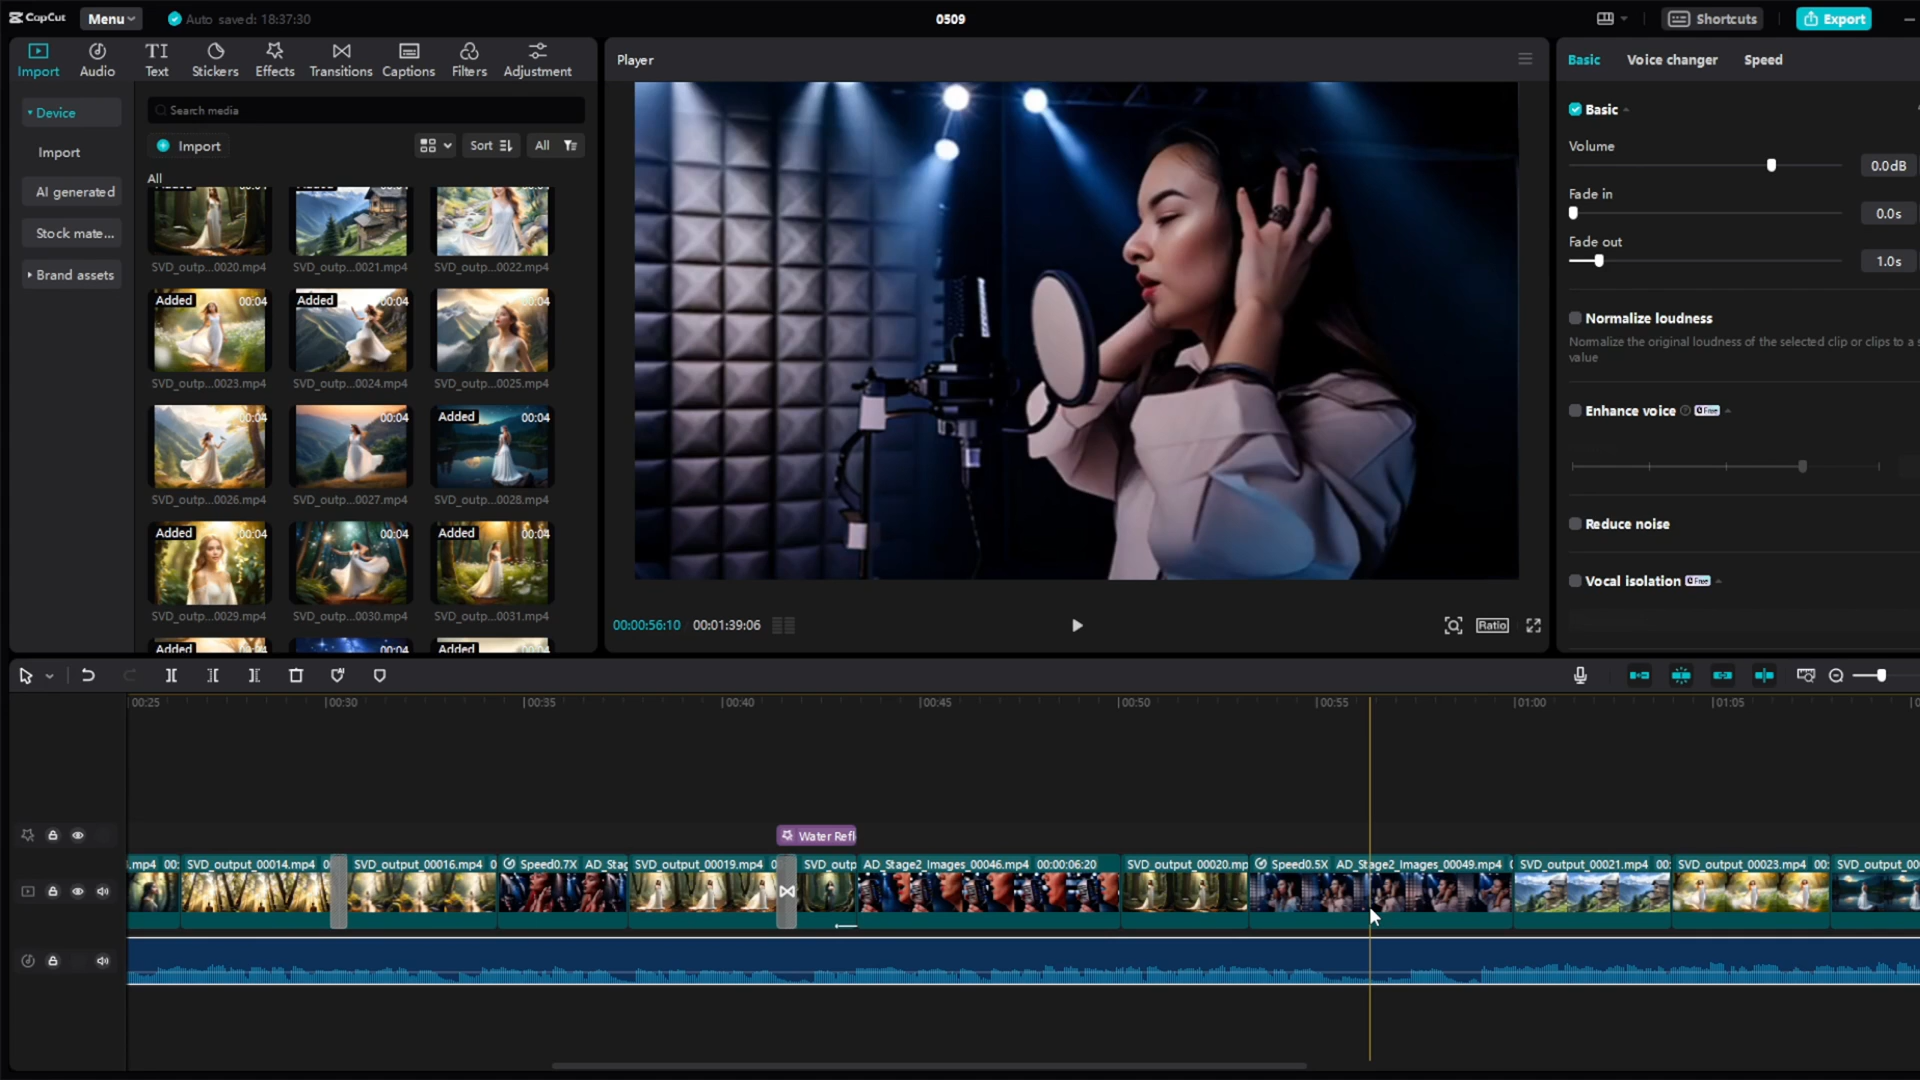 CapCut
Menu
Auto saved: 18:37:30
0509
Shortcuts
Export
Import
Audio
TI
Text
Stickers
Effects
Transitions
Captions
Filters
Adjustment
Device
Import
AI generated
Stock mate...
Brand assets
Search media
Import
Sort
All
All
SVD_outp...0020.mp4
SVD_outp...0021.mp4
SVD_outp...0022.mp4
Added 00:04
Added 00:04
00:04
SVD_outp...0023.mp4
SVD_outp...0024.mp4
SVD_outp...0025.mp4
00:04
00:04
Added 00:04
SVD_outp...0026.mp4
SVD_outp...0027.mp4
SVD_outp...0028.mp4
Added 00:04
00:04
Added 00:04
SVD_outp...0029.mp4
SVD_outp...0030.mp4
SVD_outp...0031.mp4
Added 00:04
00:04
Added 00:04
Player
00:00:56:10 00:01:39:06
Ratio
Basic
Voice changer
Speed
Basic
Volume
0.0dB
Fade in
0.0s
Fade out
1.0s
Normalize loudness
Normalize the original loudness of the selected clip or clips to a s
value
Enhance voice Free
Reduce noise
Vocal isolation Free
00:25 00:30 00:35 00:40 00:45 00:50 00:55 01:00 01:05
Water Refl
.mp4 00: SVD_output_00014.mp4 0 SVD_output_00016.mp4 0 Speed0.7X AD_Stag SVD_output_00019.mp4 0 SVD_outp AD_Stage2_Images_00046.mp4 00:00:06:20 SVD_output_00020.mp Speed0.5X AD_Stage2_Images_00049.mp4 SVD_output_00021.mp4 00: SVD_output_00023.mp4 00: SVD_output_00